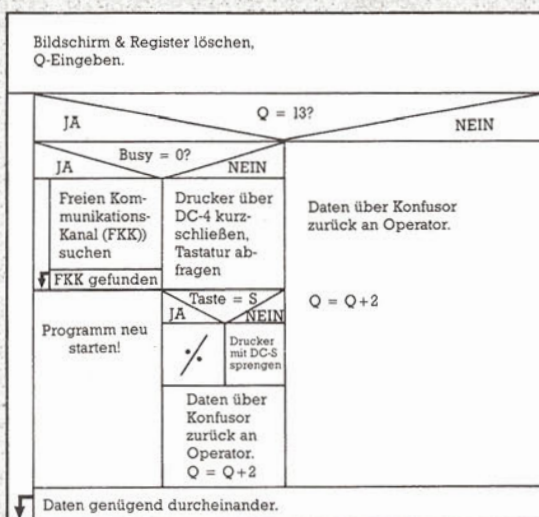 Bildschirm & Register löschen,
Q-Eingeben.
Q = 13?
JA
NEIN
Busy = 0?
JA
NEIN
Freien Kom-
munikations-
Kanal (FKK))
suchen
FKK gefunden
Programm neu
starten!
Drucker über
DC-4 kurz-
schließen,
Tastatur ab-
fragen
Taste = S
JA
NEIN
Drucker
mit DC-S
sprengen
Daten über
Konfusor
zurück an
Operator.
Q = Q+2
Daten über Konfusor
zurück an Operator.
Q = Q+2
Daten genügend durcheinander.